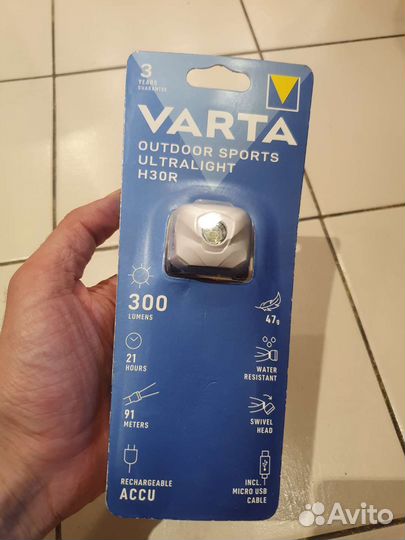 3
YEARS
GUARANTEE
VARTA
OUTDOOR SPORTS
ULTRALIGHT
H30R
300
LUMENS
47g
21
HOURS
WATER
RESISTANT
91
METERS
SWIVEL
HEAD
RECHARGEABLE
ACCU
INCL.
MICRO USB
CABLE
Avito